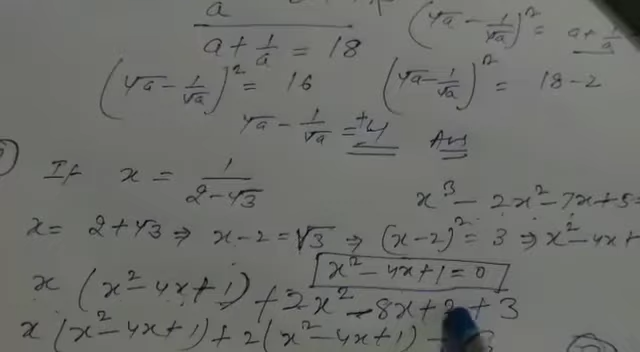 a
a + 1/a = 18
(√a - 1/√a)² = a + 1/a
(√a - 1/√a)² = 16
(√a - 1/√a)² = 18 - 2
√a - 1/√a = ±4 Ans
If x = 1/(2-√3)
x³ - 2x² - 7x + 5 =
x = 2+√3 ⇒ x-2 = √3 ⇒ (x-2)² = 3 ⇒ x² - 4x +
x² - 4x + 1 = 0
x (x² - 4x + 1) + 2x² - 8x + 2 + 3
x (x² - 4x + 1) + 2 (x² - 4x + 1)